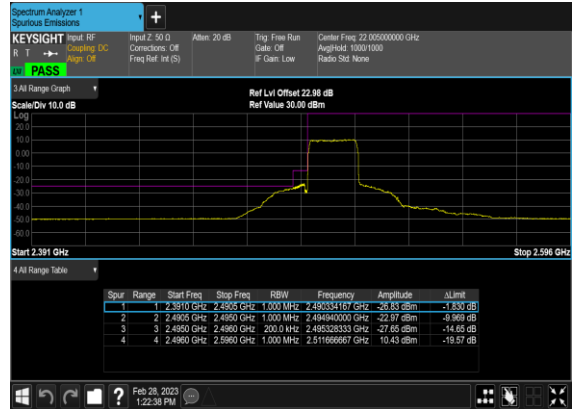 Spectrum Analyzer 1
Spurious Emissions
+
KEYSIGHT Input: RF
R T Coupling: DC
Align: Off
Input Z: 50 Ω
Corrections: Off
Freq Ref: Int (S)
Atten: 20 dB
Trig: Free Run
Gate: Off
IF Gain: Low
Center Freq: 22.005000000 GHz
Avg|Hold: 1000/1000
Radio Std: None
PASS
3 All Range Graph
Scale/Div 10.0 dB
Ref Lvl Offset 22.98 dB
Ref Value 30.00 dBm
Log
20.0
10.0
0.00
-10.0
-20.0
-30.0
-40.0
-50.0
-60.0
Start 2.391 GHz
Stop 2.596 GHz
4 All Range Table
Spur Range Start Freq Stop Freq RBW Frequency Amplitude ΔLimit
1 1 2.3910 GHz 2.4905 GHz 1.000 MHz 2.490334167 GHz -26.83 dBm -1.830 dB
2 2 2.4905 GHz 2.4950 GHz 1.000 MHz 2.494940000 GHz -22.97 dBm -9.969 dB
3 3 2.4950 GHz 2.4960 GHz 200.0 kHz 2.495328333 GHz -27.65 dBm -14.65 dB
4 4 2.4960 GHz 2.5960 GHz 1.000 MHz 2.511666667 GHz 10.43 dBm -19.57 dB
?
Feb 28, 2023
1:22:38 PM